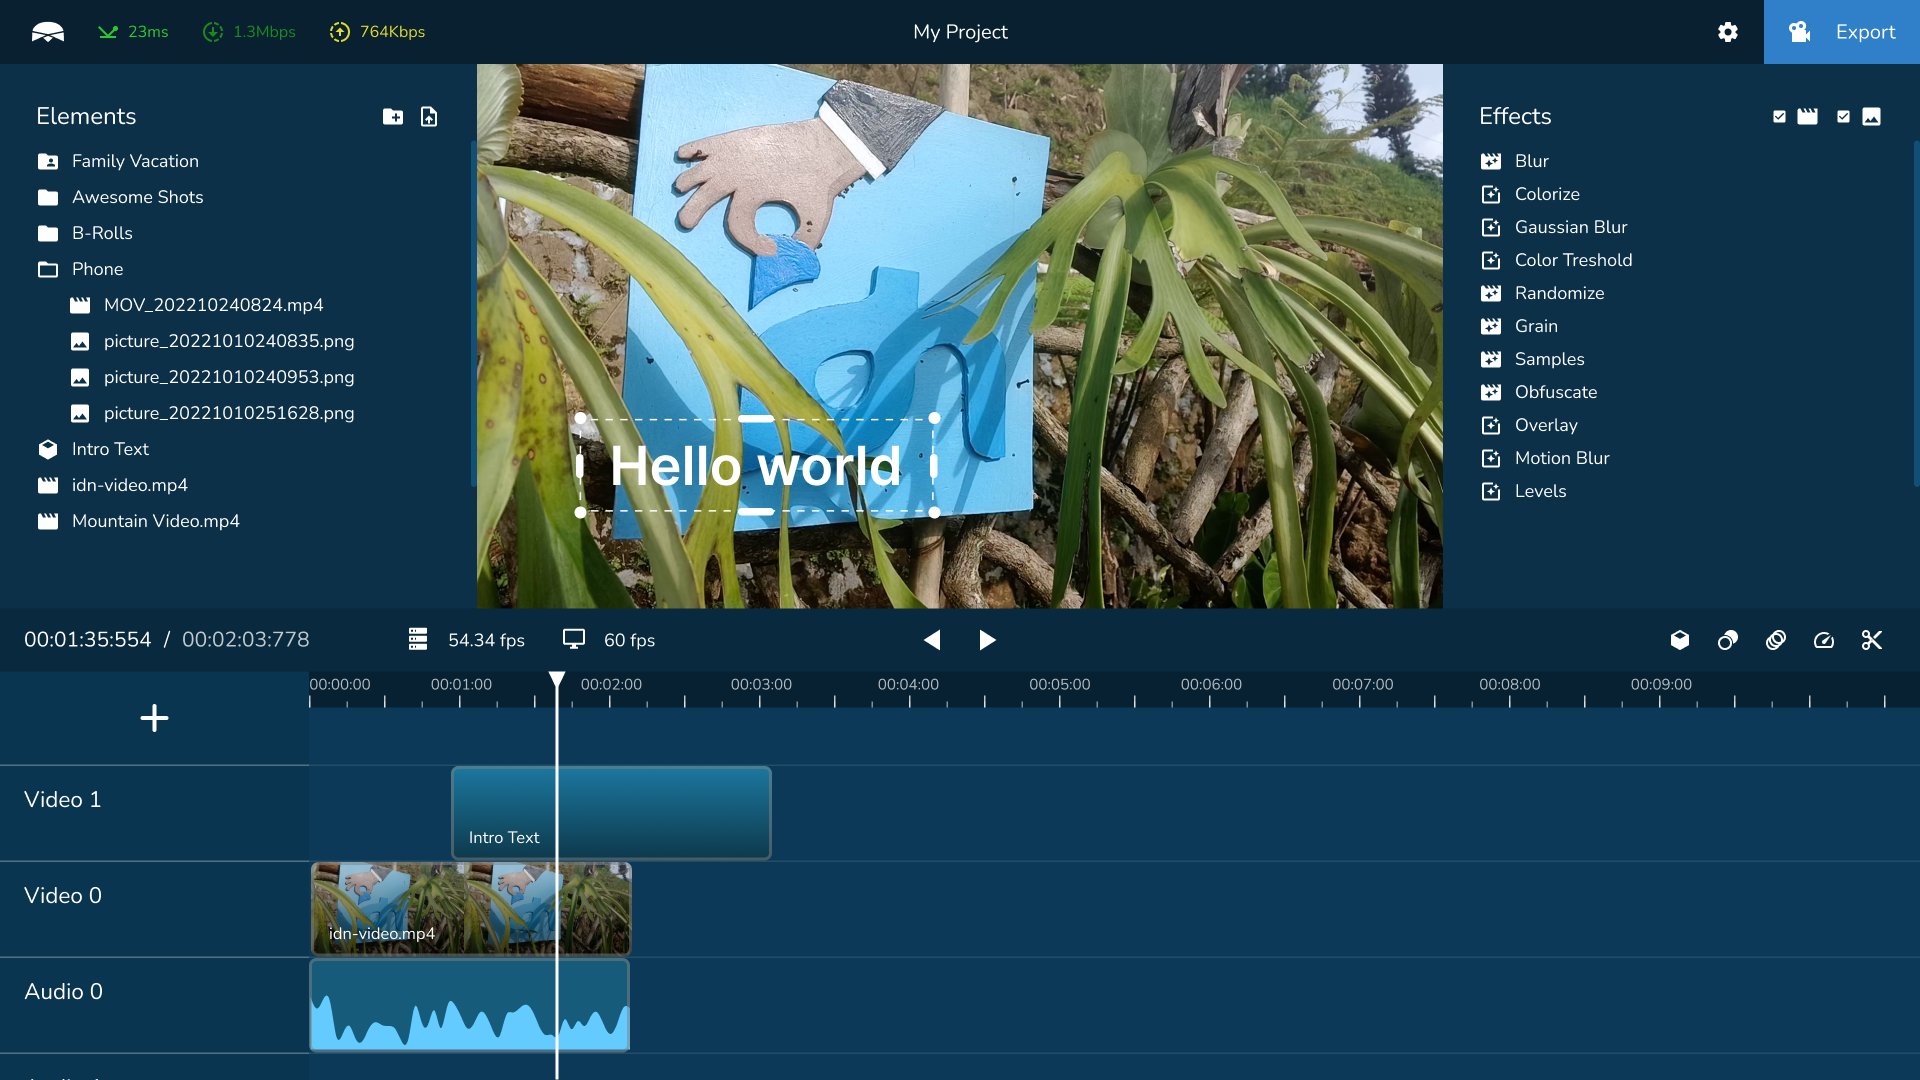 23ms
1.3Mbps
764Kbps
My Project
Export
Elements
Family Vacation
Awesome Shots
B-Rolls
Phone
MOV_202210240824.mp4
picture_20221010240835.png
picture_20221010240953.png
picture_20221010251628.png
Intro Text
idn-video.mp4
Mountain Video.mp4
Hello world
Effects
Blur
Colorize
Gaussian Blur
Color Treshold
Randomize
Grain
Samples
Obfuscate
Overlay
Motion Blur
Levels
00:01:35:554 / 00:02:03:778
54.34 fps
60 fps
00:00:00 00:01:00 00:02:00 00:03:00 00:04:00 00:05:00 00:06:00 00:07:00 00:08:00 00:09:00
Video 1
Intro Text
Video 0
idn-video.mp4
Audio 0